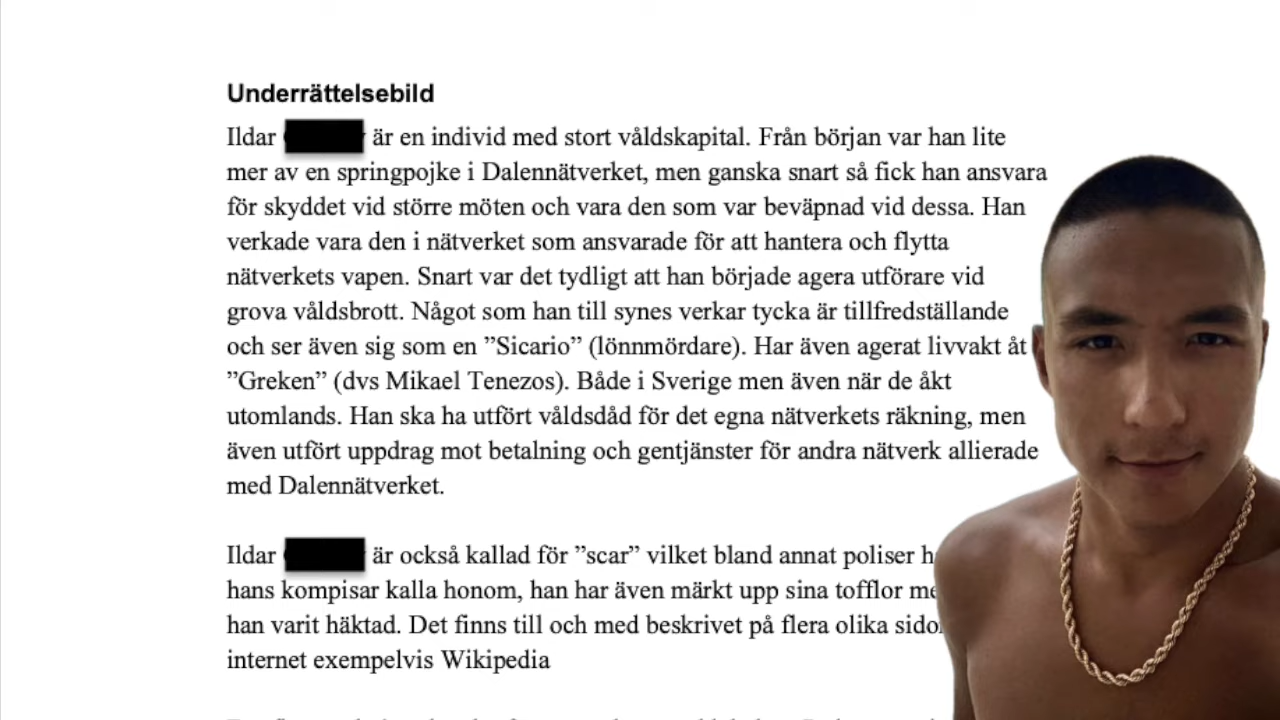 Underrättelsebild
Ildar är en individ med stort våldskapital. Från början var han lite
mer av en springpojke i Dalennätverket, men ganska snart så fick han ansvara
för skyddet vid större möten och vara den som var beväpnad vid dessa. Han
verkade vara den i nätverket som ansvarade för att hantera och flytta
nätverkets vapen. Snart var det tydligt att han började agera utförare vid
grova våldsbrott. Något som han till synes verkar tycka är tillfredställande
och ser även sig som en ”Sicario” (lönnmördare). Har även agerat livvakt åt
”Greken” (dvs Mikael Tenezos). Både i Sverige men även när de åkt
utomlands. Han ska ha utfört våldsdåd för det egna nätverkets räkning, men
även utfört uppdrag mot betalning och gentjänster för andra nätverk allierade
med Dalennätverket.
Ildar är också kallad för ”scar” vilket bland annat poliser
hans kompisar kalla honom, han har även märkt upp sina tofflor
han varit häktad. Det finns till och med beskrivet på flera olika
internet exempelvis Wikipedia